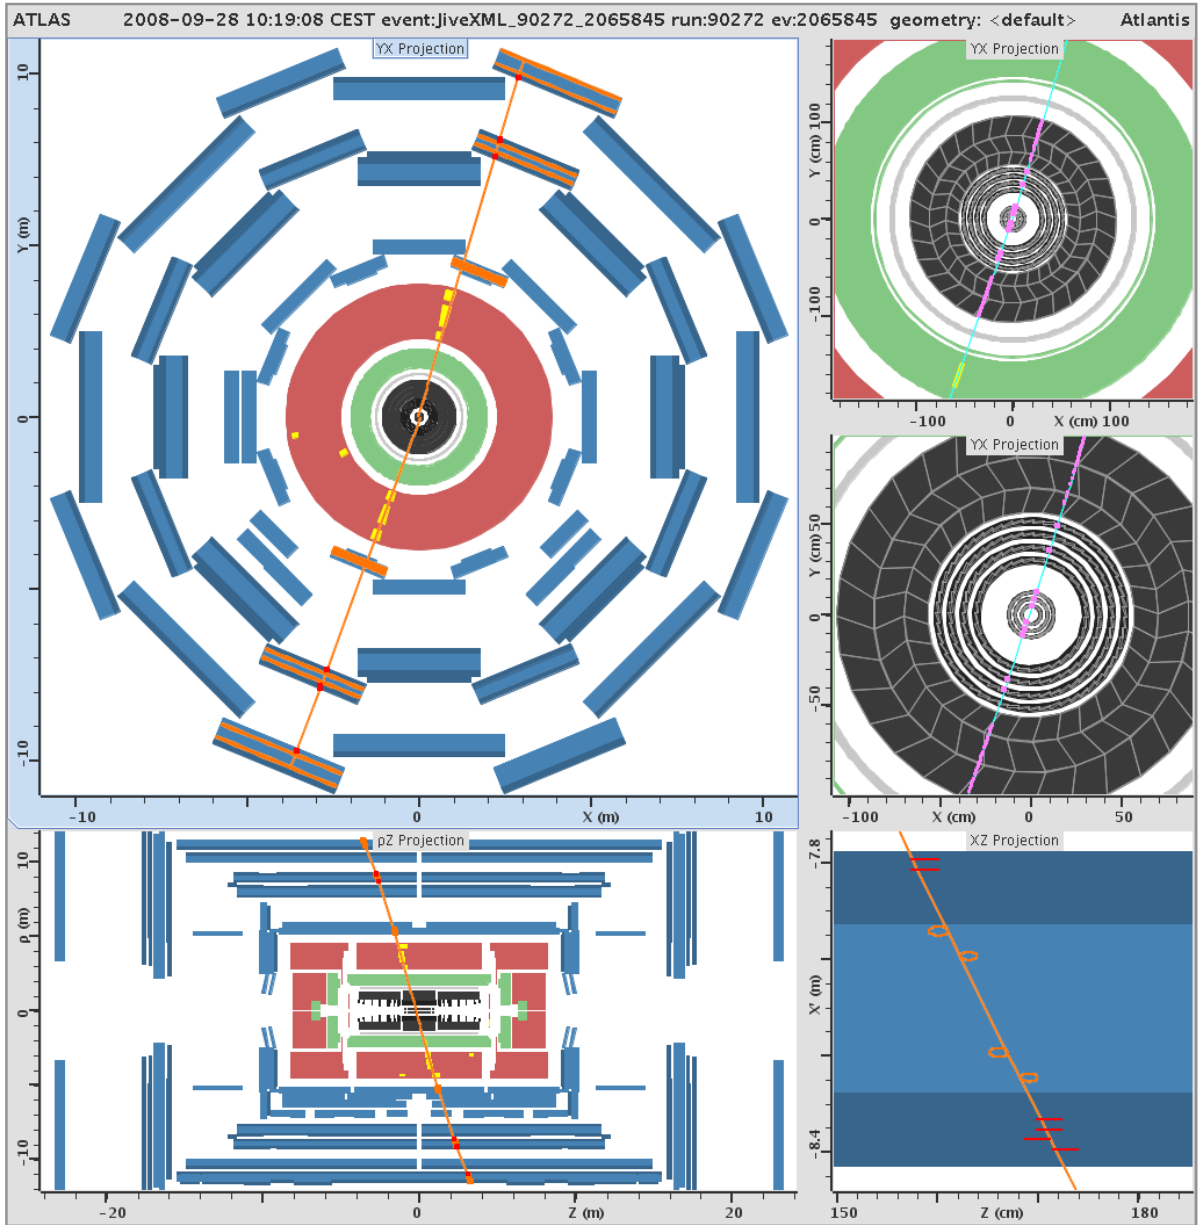 ATLAS 2008-09-28 10:19:08 CEST event:JiveXML_90272_2065845 run:90272 ev:2065845 geometry: <default> Atlantis
YX Projection
10
Y (m)
0
-10
-10 0 X (m) 10
YX Projection
Y (cm) 100
0
-100
-100 0 X (cm) 100
YX Projection
Y (cm) 50
0
-50
-100 X (cm) 0 50
ρZ Projection
10
ρ (m)
0
-10
-20 0 Z (m) 20
XZ Projection
-7.8
X' (m)
-8.4
150 Z (cm) 180